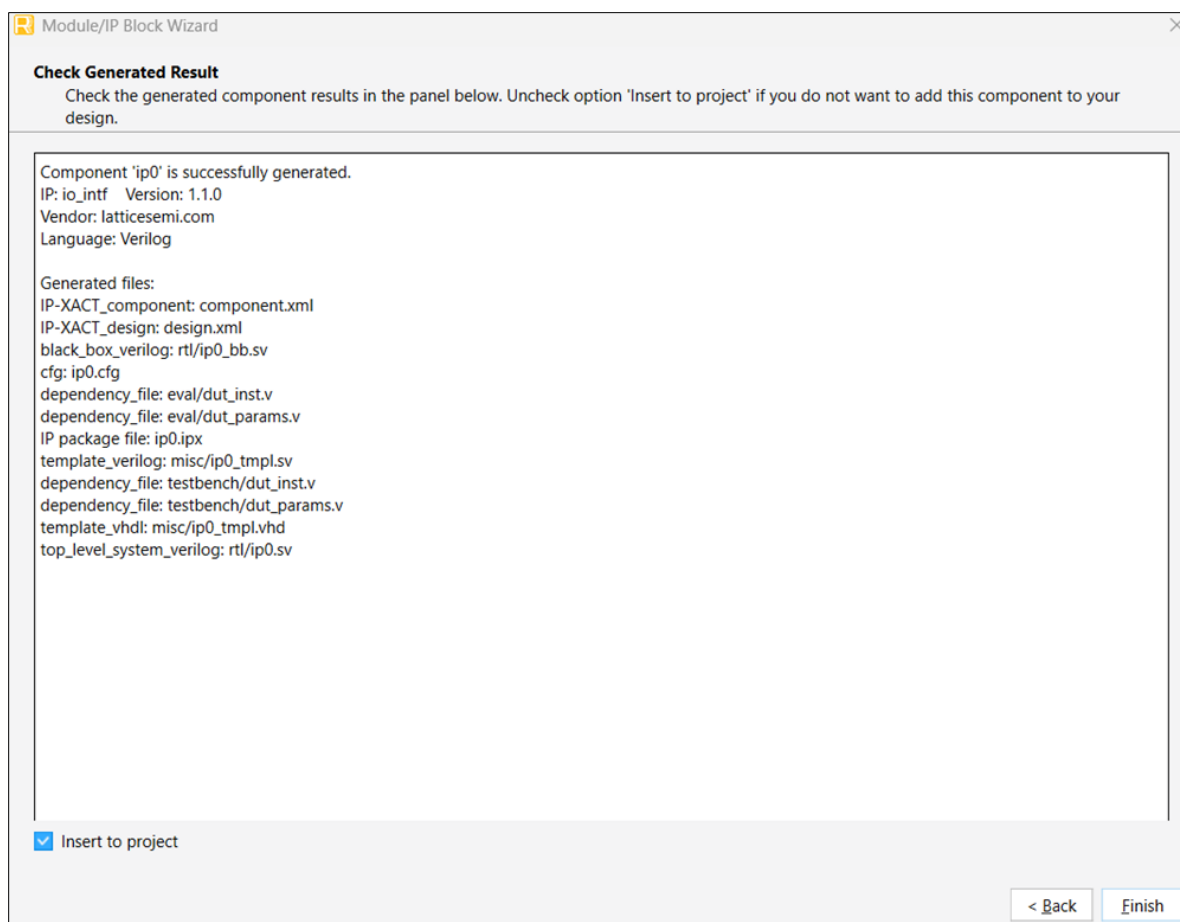 Module/IP Block Wizard
Check Generated Result
Check the generated component results in the panel below. Uncheck option 'Insert to project' if you do not want to add this component to your
design.
Component 'ip0' is successfully generated.
IP: io_intf    Version: 1.1.0
Vendor: latticesemi.com
Language: Verilog
Generated files:
IP-XACT_component: component.xml
IP-XACT_design: design.xml
black_box_verilog: rtl/ip0_bb.sv
cfg: ip0.cfg
dependency_file: eval/dut_inst.v
dependency_file: eval/dut_params.v
IP package file: ip0.ipx
template_verilog: misc/ip0_tmpl.sv
dependency_file: testbench/dut_inst.v
dependency_file: testbench/dut_params.v
template_vhdl: misc/ip0_tmpl.vhd
top_level_system_verilog: rtl/ip0.sv
Insert to project
< Back Finish